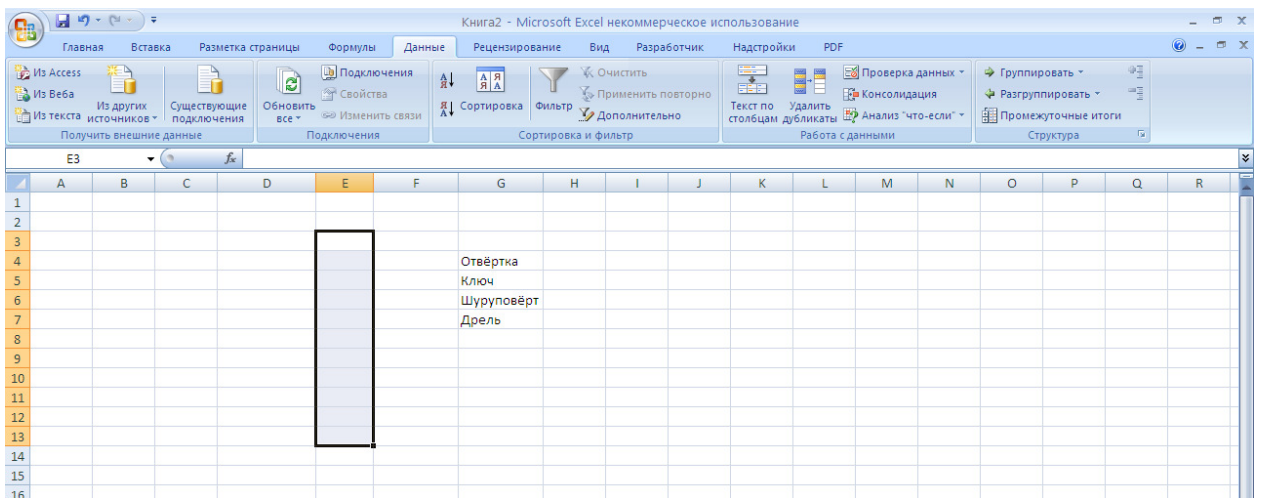 Книга2 - Microsoft Excel некоммерческое использование
Главная Вставка Разметка страницы Формулы Данные Рецензирование Вид Разработчик Надстройки PDF
Из Access
Из Веба
Из текста
Из других источников
Существующие подключения
Получить внешние данные
Обновить все
Подключения
Свойства
Изменить связи
Подключения
А
Я
Я
А
А Я
Я А
Сортировка
Фильтр
Очистить
Применить повторно
Дополнительно
Сортировка и фильтр
Текст по столбцам
Удалить дубликаты
Проверка данных
Консолидация
Анализ "что-если"
Работа с данными
Группировать
Разгруппировать
Промежуточные итоги
Структура
E3 fx
A B C D E F G H I J K L M N O P Q R
1
2
3
4 Отвёртка
5 Ключ
6 Шуруповёрт
7 Дрель
8
9
10
11
12
13
14
15
16